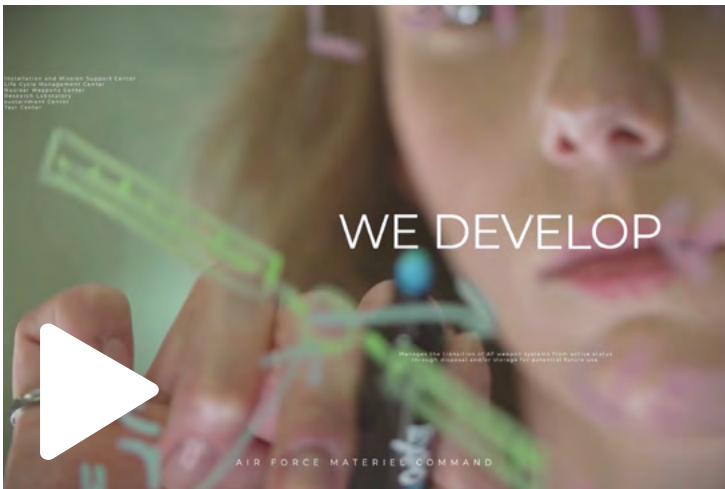 Installation and Mission Support Center
Life Cycle Management Center
Nuclear Weapons Center
Research Laboratory
Sustainment Center
Test Center
WE DEVELOP
Manages the transition of AF weapon systems from active status
through disposal and/or storage for potential future use
AIR FORCE MATERIEL COMMAND